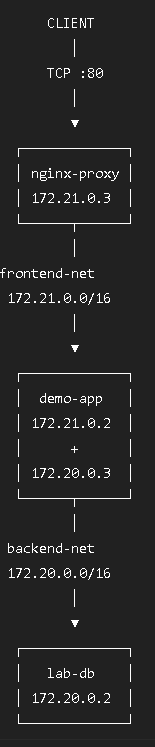 CLIENT
TCP :80
nginx-proxy
172.21.0.3
frontend-net
172.21.0.0/16
demo-app
172.21.0.2
+
172.20.0.3
backend-net
172.20.0.0/16
lab-db
172.20.0.2